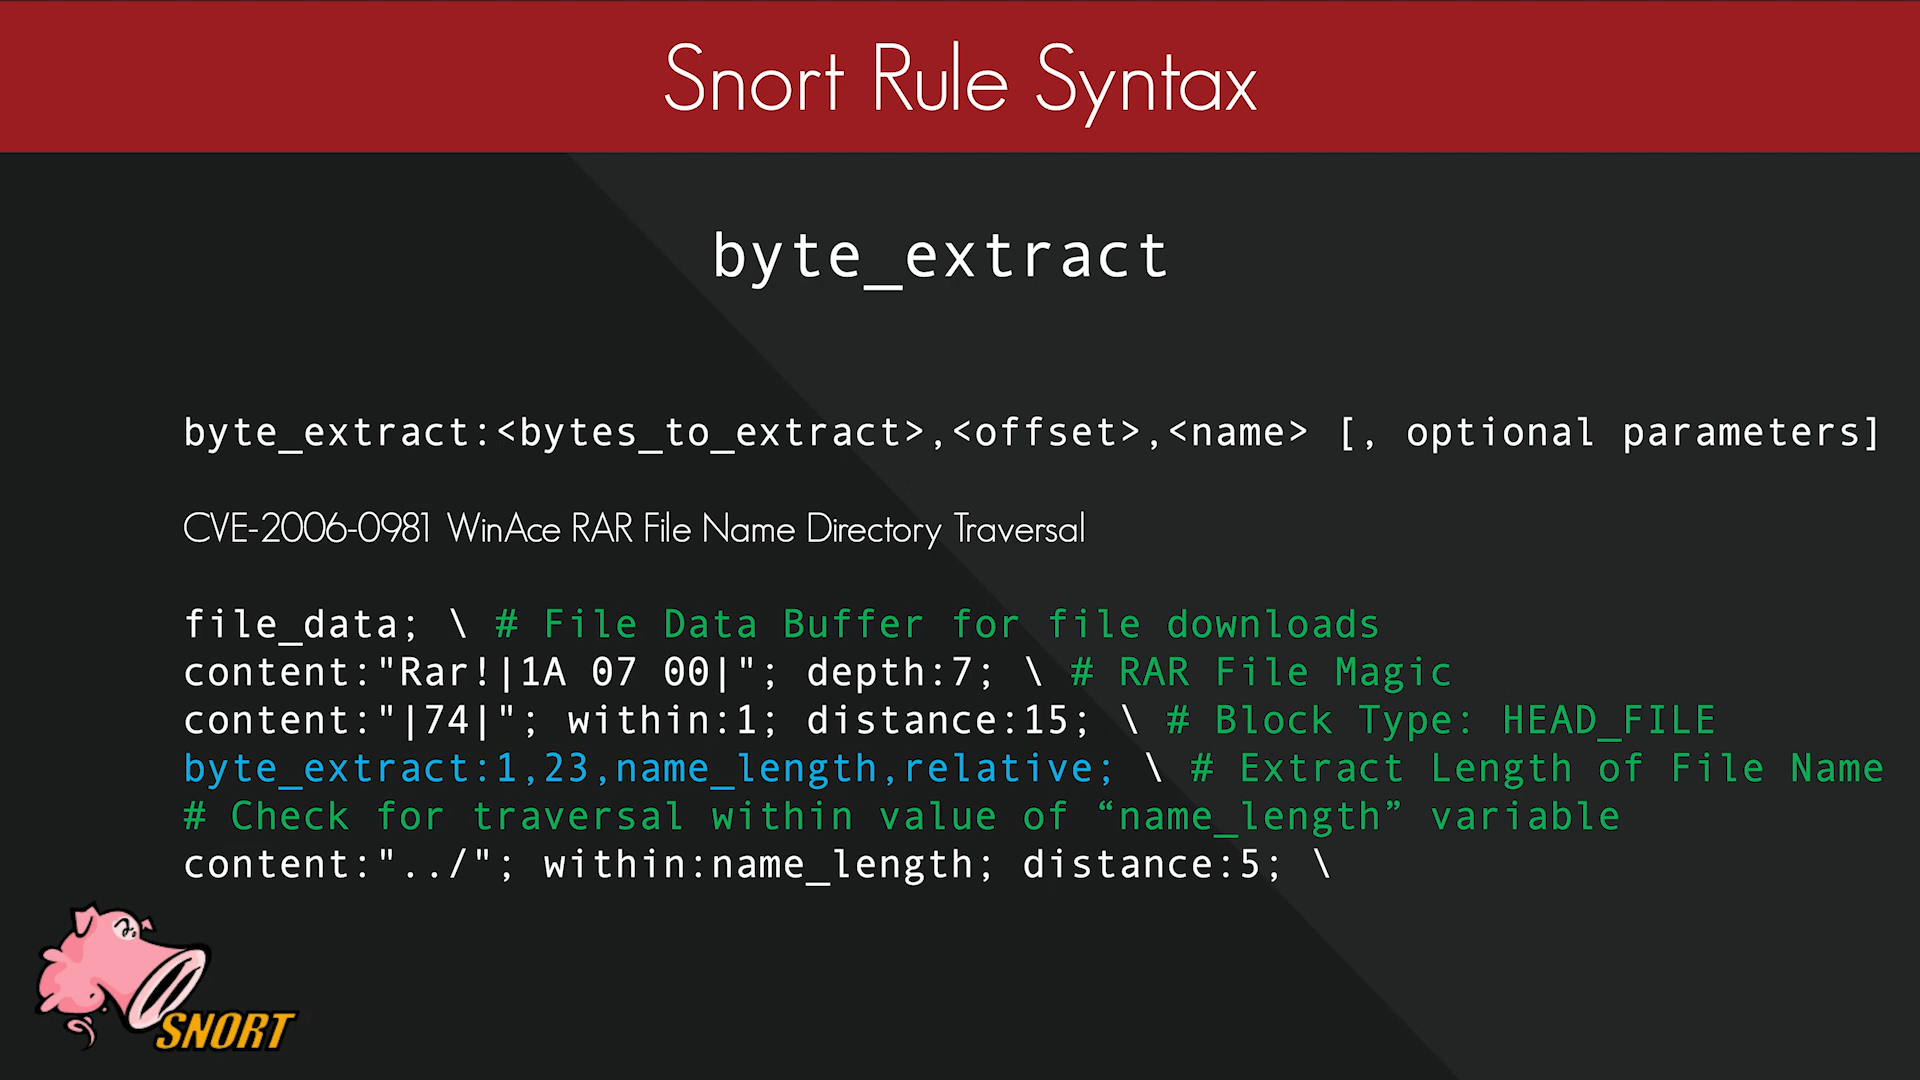 Snort Rule Syntax
byte_extract
byte_extract:<bytes_to_extract>,<offset>,<name> [, optional parameters]
CVE-2006-0981 WinAce RAR File Name Directory Traversal
file_data; \ # File Data Buffer for file downloads
content:"Rar!|1A 07 00|"; depth:7; \ # RAR File Magic
content:"|74|"; within:1; distance:15; \ # Block Type: HEAD_FILE
byte_extract:1,23,name_length,relative; \ # Extract Length of File Name
# Check for traversal within value of “name_length” variable
content:"../"; within:name_length; distance:5; \
SNORT